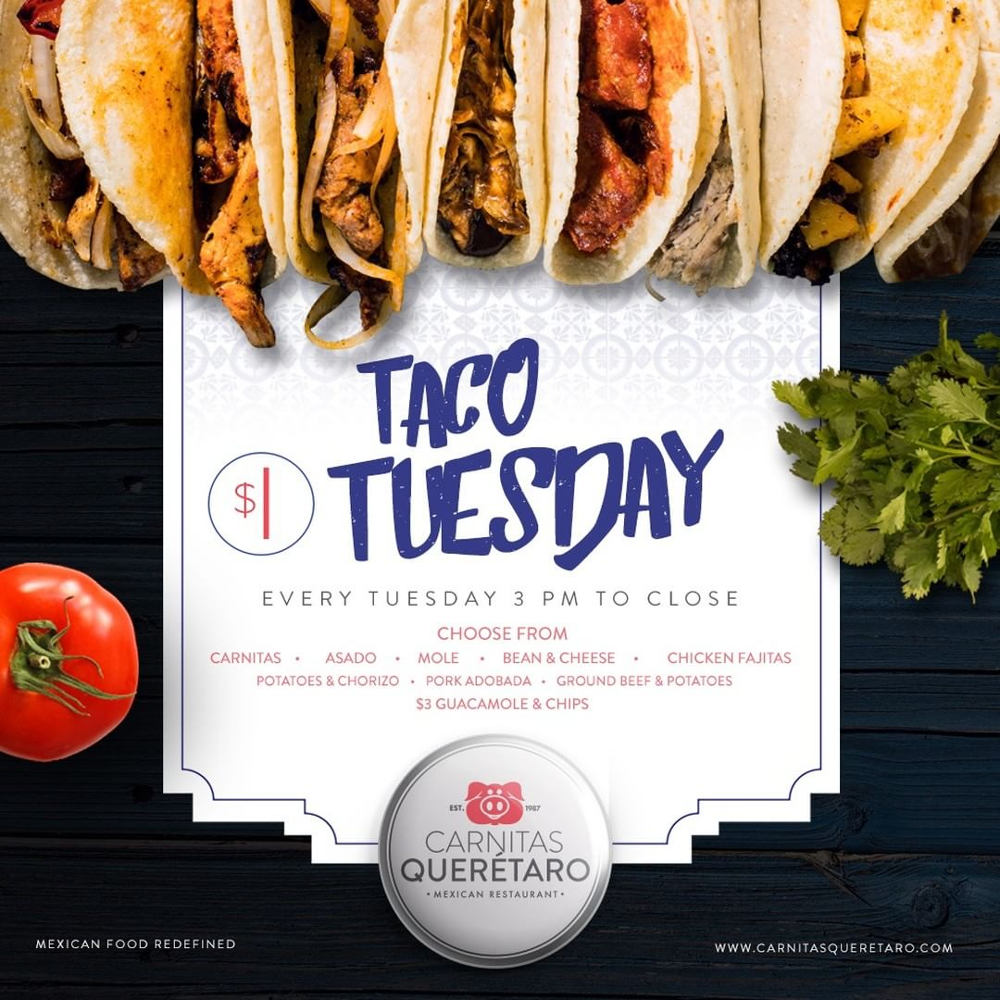 TACO
TUESDAY
$1
EVERY TUESDAY 3 PM TO CLOSE
CHOOSE FROM
CARNITAS • ASADO • MOLE • BEAN & CHEESE • CHICKEN FAJITAS
POTATOES & CHORIZO • PORK ADOBADA • GROUND BEEF & POTATOES
$3 GUACAMOLE & CHIPS
EST. 1987
CARNITAS
QUERÉTARO
• MEXICAN RESTAURANT •
MEXICAN FOOD REDEFINED
WWW.CARNITASQUERETARO.COM